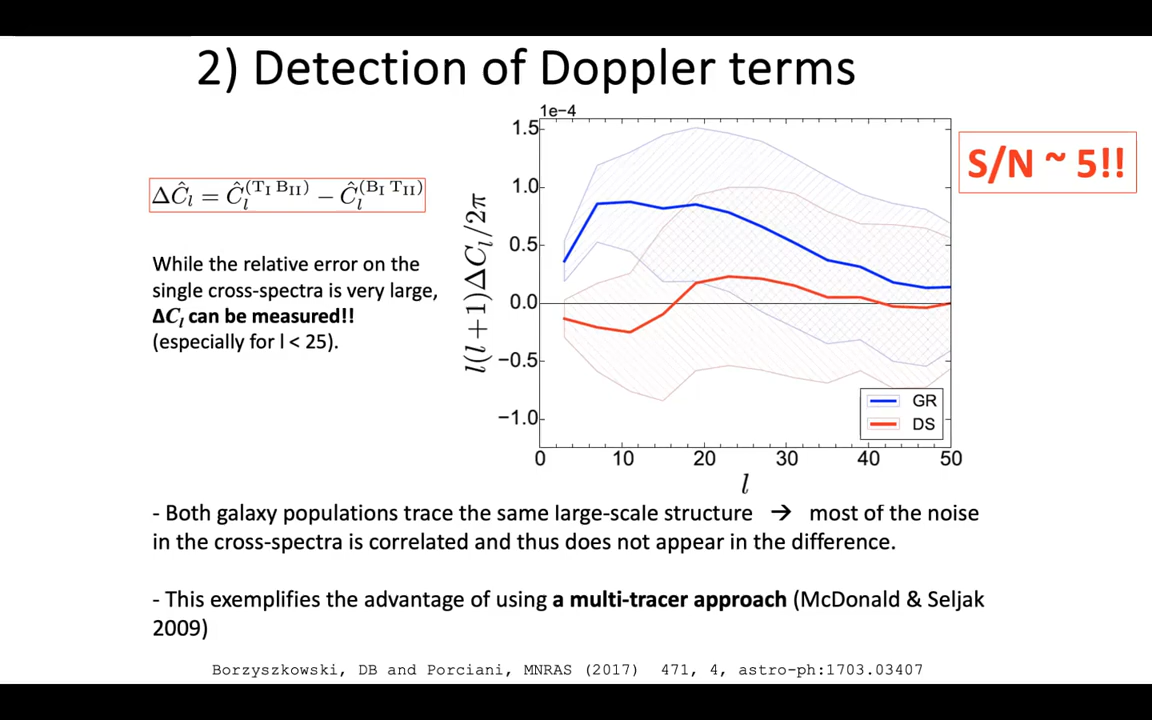 2) Detection of Doppler terms
ΔĈ_l = Ĉ_l^(T_I B_II) − Ĉ_l^(B_I T_II)
While the relative error on the
single cross-spectra is very large,
ΔC_l can be measured!!
(especially for l < 25).
1e−4
1.5
1.0
0.5
0.0
−0.5
−1.0
l(l+1)ΔC_l/2π
0 10 20 30 40 50
l
GR
DS
S/N ~ 5!!
- Both galaxy populations trace the same large-scale structure → most of the noise
in the cross-spectra is correlated and thus does not appear in the difference.
- This exemplifies the advantage of using a multi-tracer approach (McDonald & Seljak
2009)
Borzyszkowski, DB and Porciani, MNRAS (2017) 471, 4, astro-ph:1703.03407